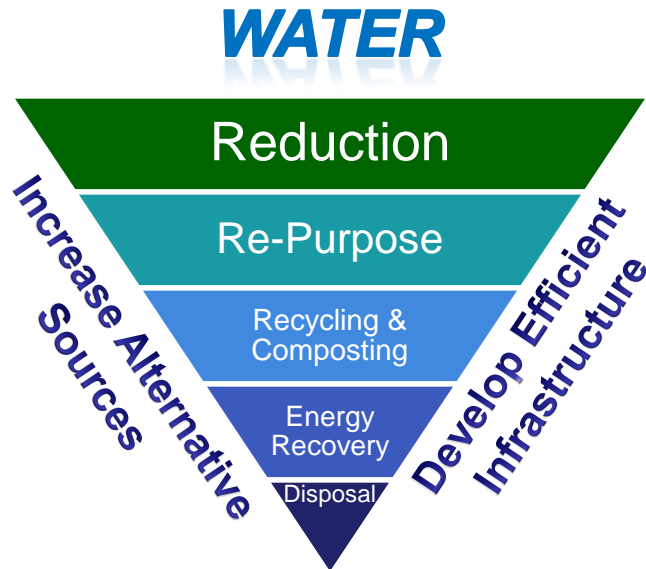 WATER
Reduction
Re-Purpose
Recycling &
Composting
Energy
Recovery
Disposal
Increase Alternative
Sources
Develop Efficient
Infrastructure